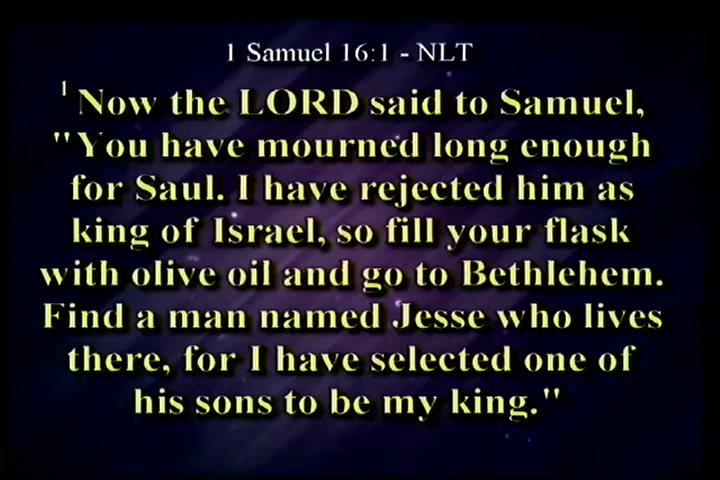 1 Samuel 16:1 - NLT
1 Now the LORD said to Samuel,
"You have mourned long enough
for Saul. I have rejected him as
king of Israel, so fill your flask
with olive oil and go to Bethlehem.
Find a man named Jesse who lives
there, for I have selected one of
his sons to be my king."